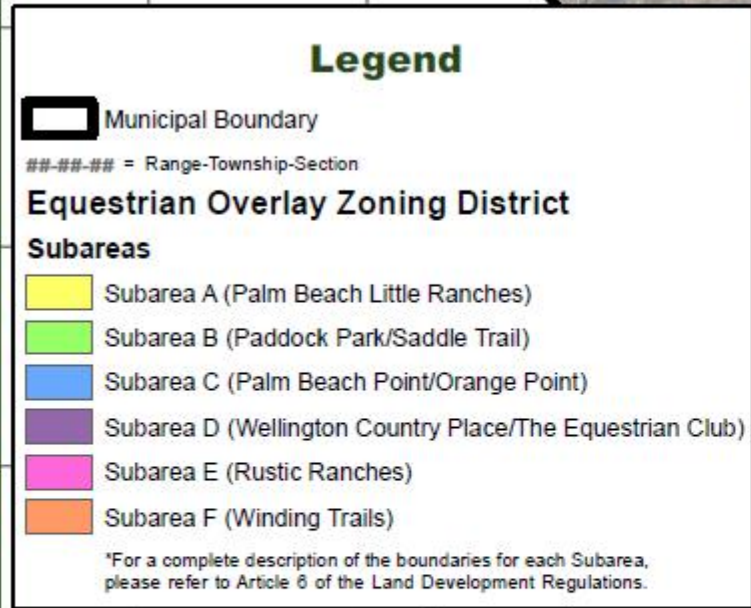 Legend
Municipal Boundary
##-##-## = Range-Township-Section
Equestrian Overlay Zoning District
Subareas
Subarea A (Palm Beach Little Ranches)
Subarea B (Paddock Park/Saddle Trail)
Subarea C (Palm Beach Point/Orange Point)
Subarea D (Wellington Country Place/The Equestrian Club)
Subarea E (Rustic Ranches)
Subarea F (Winding Trails)
*For a complete description of the boundaries for each Subarea,
please refer to Article 6 of the Land Development Regulations.